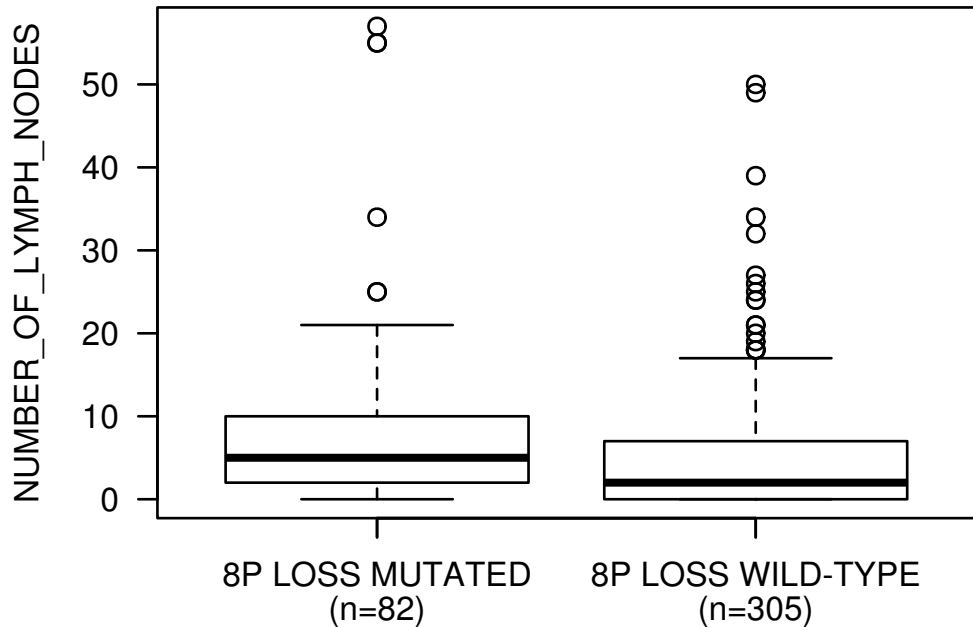 NUMBER_OF_LYMPH_NODES
50
40
30
20
10
0
8P LOSS MUTATED
(n=82)
8P LOSS WILD-TYPE
(n=305)